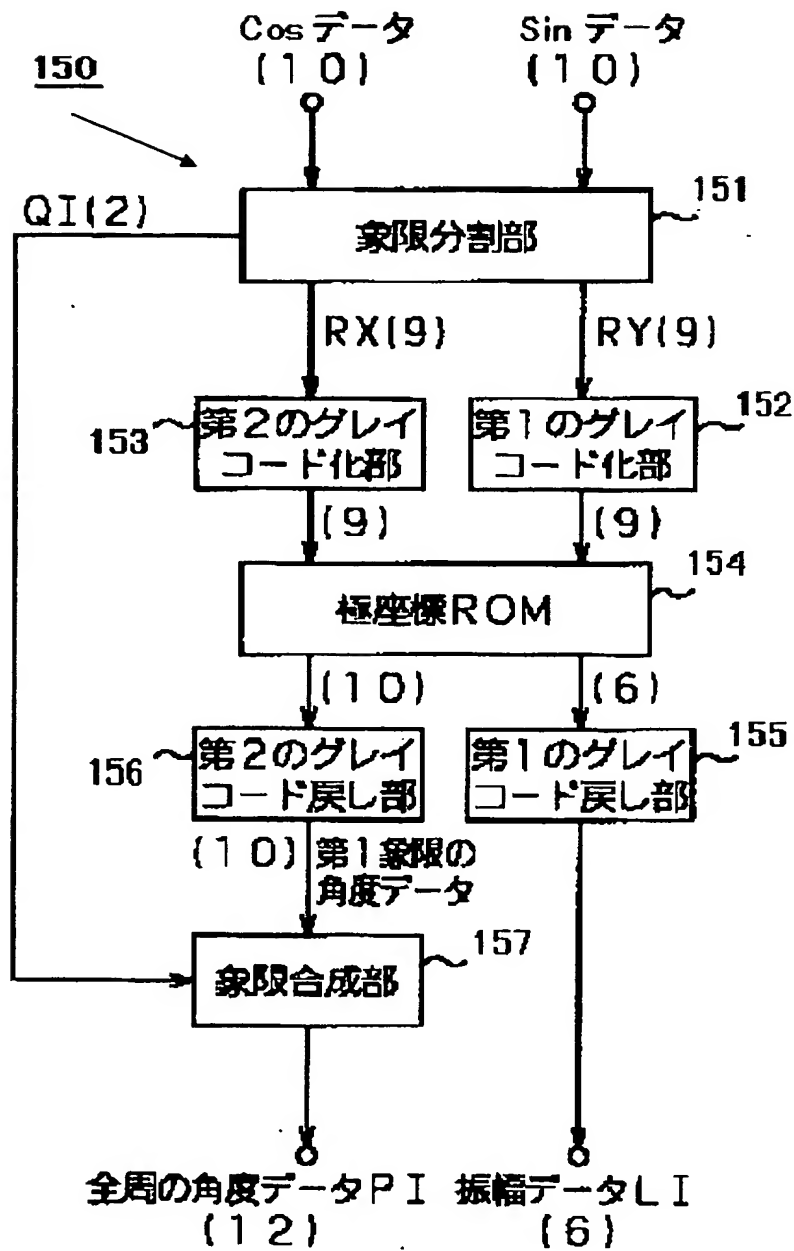 Cosデータ
(10)
Sinデータ
(10)
150
151
QI(2)
象限分割部
RX(9)
RY(9)
153
第2のグレイ
コード化部
第1のグレイ
コード化部
152
(9)
(9)
154
極座標ROM
(10)
(6)
156
第2のグレイ
コード戻し部
第1のグレイ
コード戻し部
155
(10)
第1象限の
角度データ
157
象限合成部
全周の角度データPI
(12)
振幅データLI
(6)